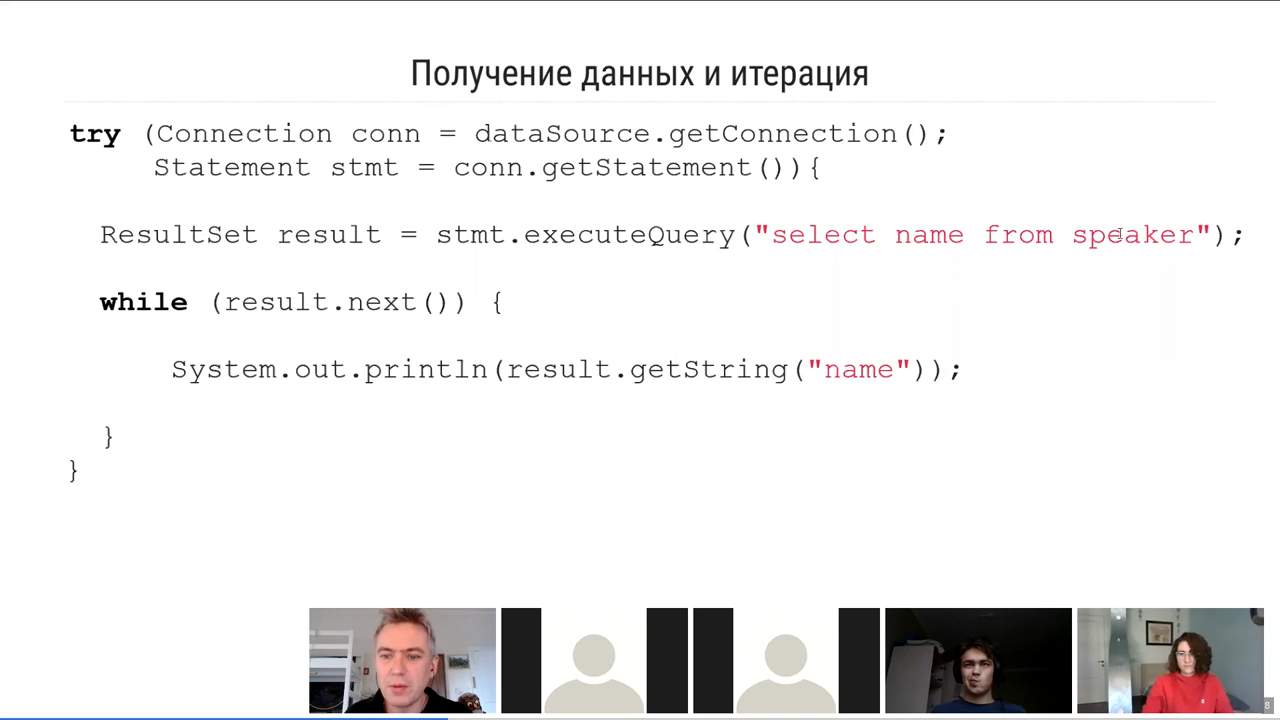 Получение данных и итерация
try (Connection conn = dataSource.getConnection();
Statement stmt = conn.getStatement()){
ResultSet result = stmt.executeQuery("select name from speaker");
while (result.next()) {
System.out.println(result.getString("name"));
}
}
8